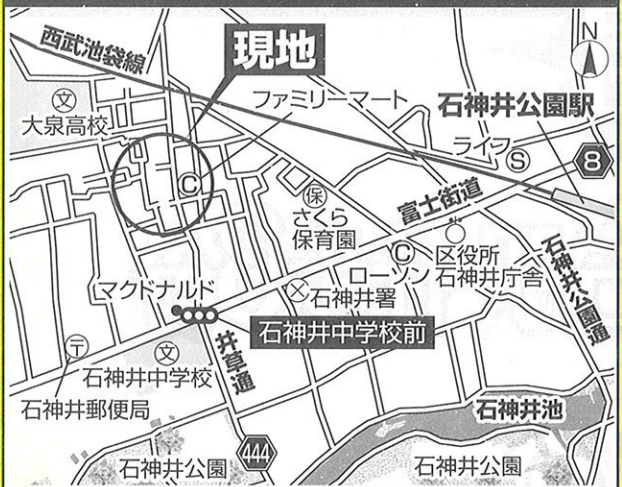 西武池袋線
現地
N
文
大泉高校
ファミリーマート
石神井公園駅
ライフ
S
8
C
保
さくら
保育園
富士街道
C
ローソン
区役所
石神井庁舎
石神井公園通
マクドナルド
石神井署
石神井中学校前
〒
文
石神井中学校
井草通
石神井郵便局
石神井池
444
石神井公園
石神井公園